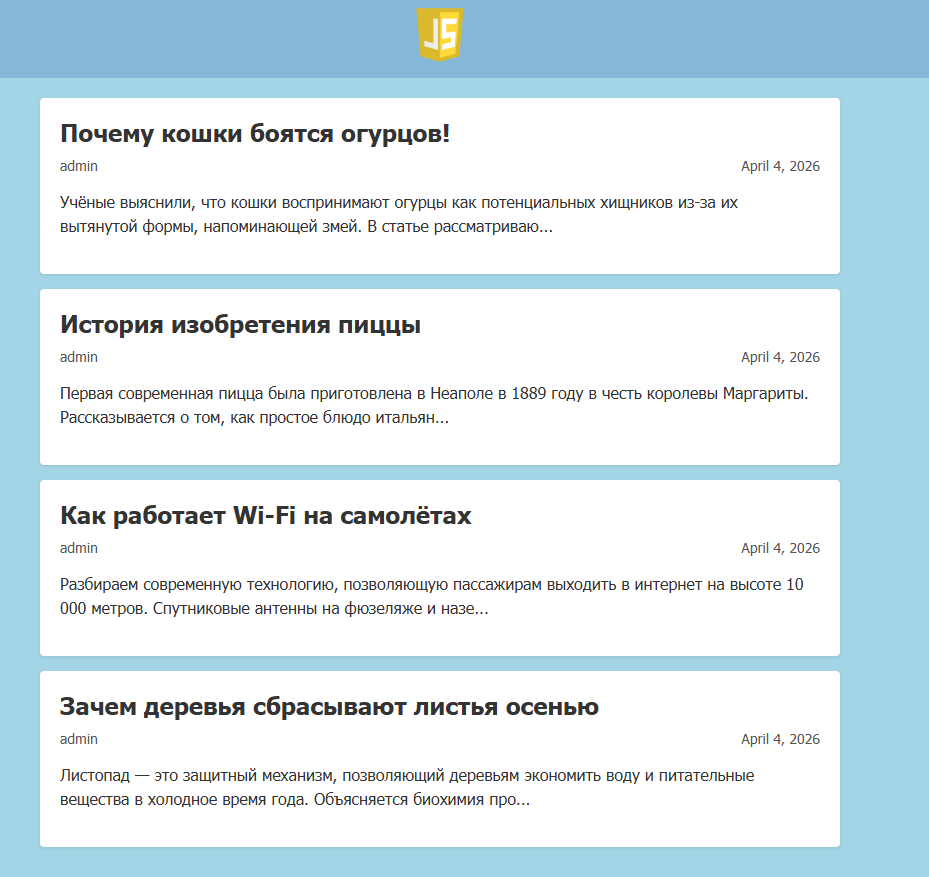 JS
Почему кошки боятся огурцов!
admin April 4, 2026
Учёные выяснили, что кошки воспринимают огурцы как потенциальных хищников из-за их
вытянутой формы, напоминающей змей. В статье рассматриваю...
История изобретения пиццы
admin April 4, 2026
Первая современная пицца была приготовлена в Неаполе в 1889 году в честь королевы Маргариты.
Рассказывается о том, как простое блюдо итальян...
Как работает Wi-Fi на самолётах
admin April 4, 2026
Разбираем современную технологию, позволяющую пассажирам выходить в интернет на высоте 10
000 метров. Спутниковые антенны на фюзеляже и назе...
Зачем деревья сбрасывают листья осенью
admin April 4, 2026
Листопад — это защитный механизм, позволяющий деревьям экономить воду и питательные
вещества в холодное время года. Объясняется биохимия про...